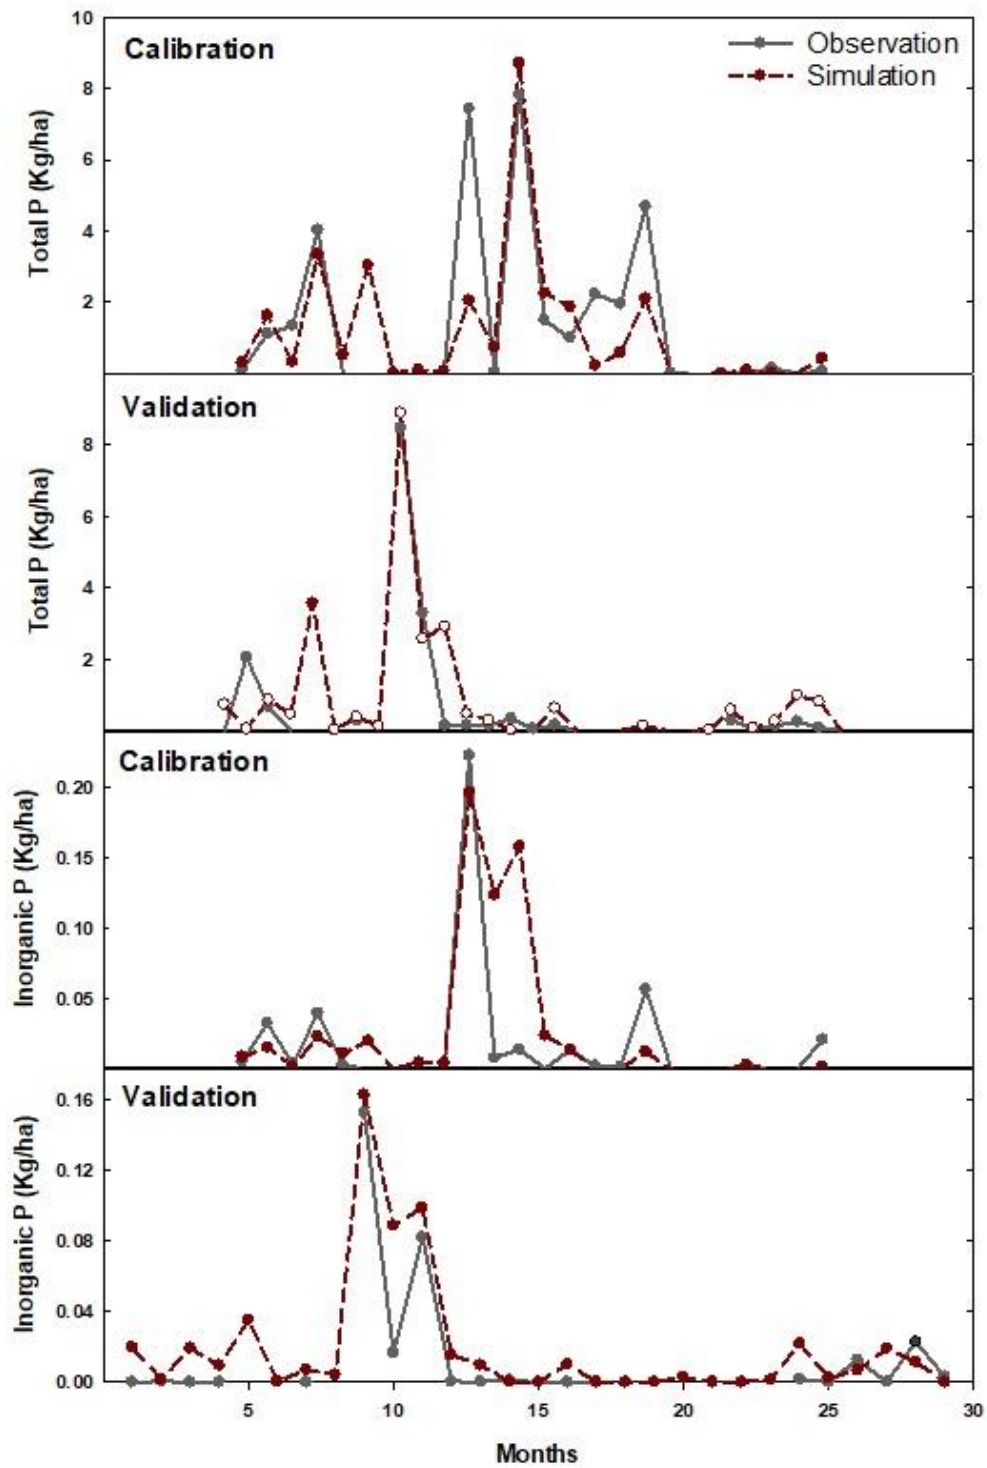 10
Calibration
Observation
Simulation
8
6
4
2
Total P (Kg/ha)
Validation
8
6
4
2
Total P (Kg/ha)
Calibration
0.20
0.15
0.10
0.05
Inorganic P (Kg/ha)
Validation
0.16
0.12
0.08
0.04
0.00
Inorganic P (Kg/ha)
5 10 15 20 25 30
Months